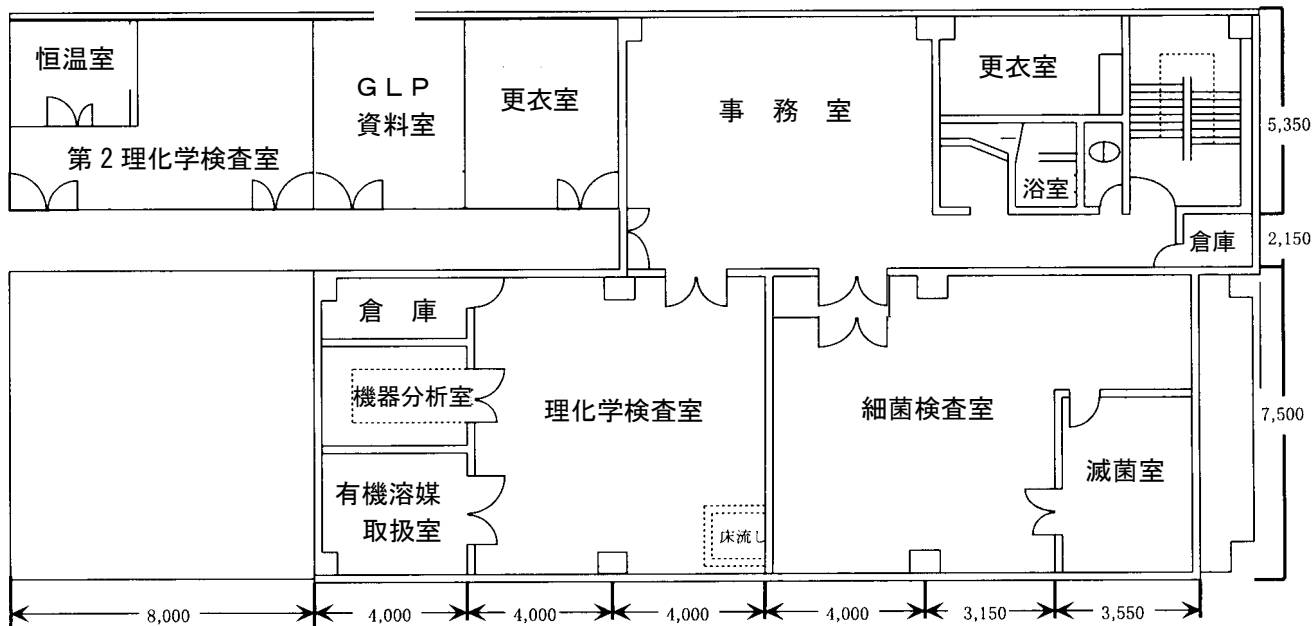 恒温室
GLP
資料室
更衣室
事務室
更衣室
5,350
第2理化学検査室
浴室
倉庫
2,150
倉庫
機器分析室
理化学検査室
細菌検査室
7,500
滅菌室
有機溶媒
取扱室
床流し
8,000
4,000
4,000
4,000
4,000
3,150
3,550